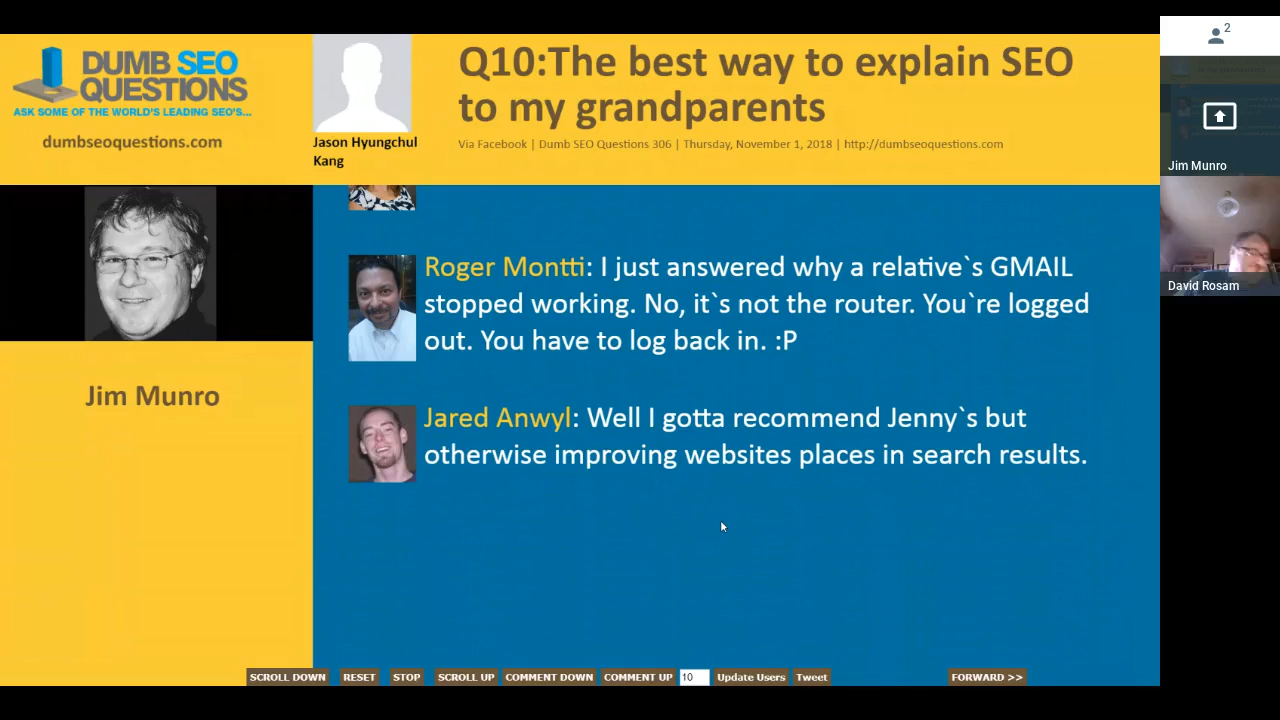 DUMB SEO
QUESTIONS
ASK SOME OF THE WORLD'S LEADING SEO'S...
dumbseoquestions.com
Jason Hyungchul
Kang
Q10:The best way to explain SEO
to my grandparents
Via Facebook | Dumb SEO Questions 306 | Thursday, November 1, 2018 | http://dumbseoquestions.com
2
Jim Munro
David Rosam
Jim Munro
Roger Montti: I just answered why a relative`s GMAIL
stopped working. No, it`s not the router. You`re logged
out. You have to log back in. :P
Jared Anwyl: Well I gotta recommend Jenny`s but
otherwise improving websites places in search results.
SCROLL DOWN RESET STOP SCROLL UP COMMENT DOWN COMMENT UP 10 Update Users Tweet FORWARD >>